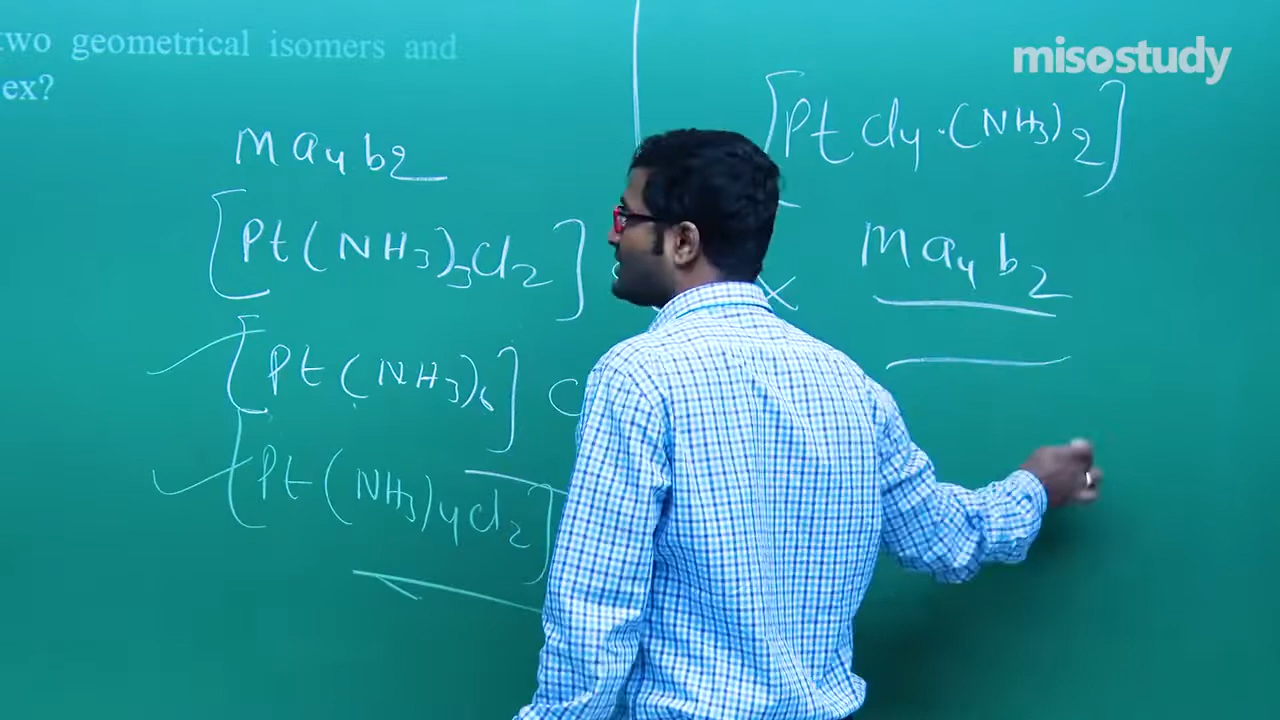 two geometrical isomers and
ex?
misostudy
Ma4b2
[Pt(NH3)3Cl2]
[Pt(NH3)6] C
[Pt(NH3)4Cl2]
[PtCl4·(NH3)2]
Ma4b2
x